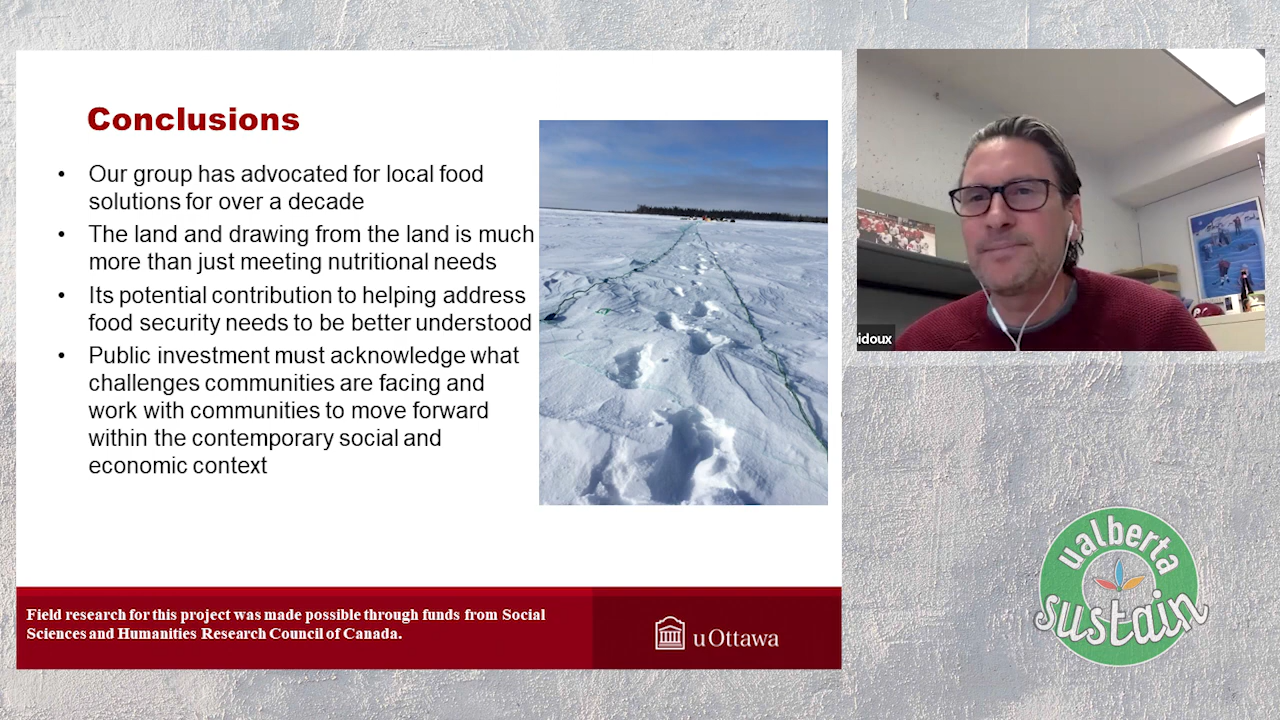 Conclusions
• Our group has advocated for local food
solutions for over a decade
• The land and drawing from the land is much
more than just meeting nutritional needs
• Its potential contribution to helping address
food security needs to be better understood
• Public investment must acknowledge what
challenges communities are facing and
work with communities to move forward
within the contemporary social and
economic context
Field research for this project was made possible through funds from Social
Sciences and Humanities Research Council of Canada.
uOttawa
idoux
ualberta
sustain